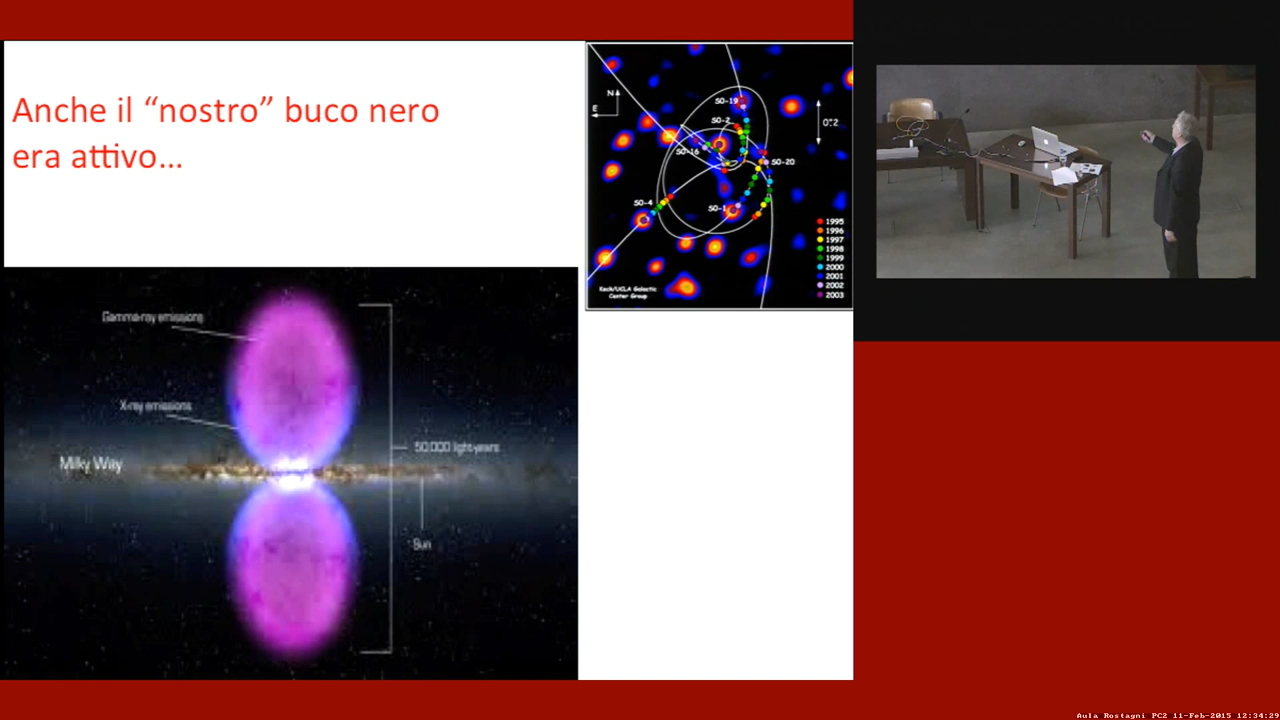 Anche il “nostro” buco nero
era attivo...
N
E
S0-19
S0-2
0".2
S0-16
S0-20
S0-4
S0-1
1995
1996
1997
1998
1999
2000
2001
2002
2003
Keck/UCLA Galactic
Center Group
Gamma-ray emissions
X-ray emissions
50,000 light-years
Milky Way
Sun
Aula Rostagni PC2 11-Feb-2015 12:34:29